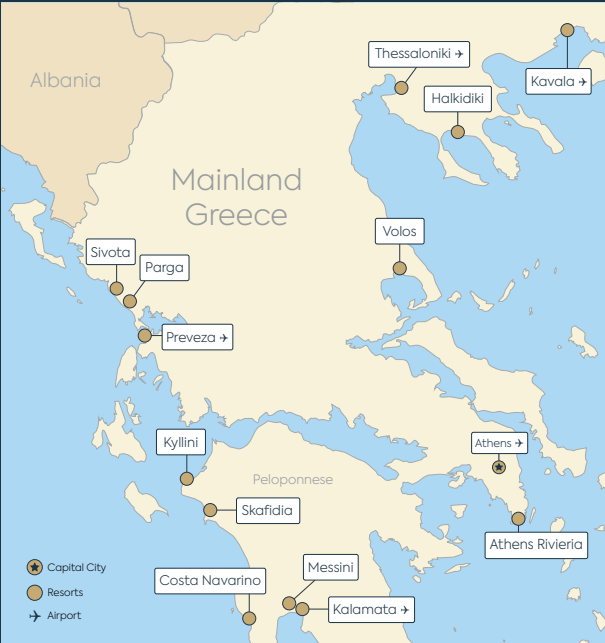 Thessaloniki
Kavala
Albania
Halkidiki
Mainland
Greece
Volos
Sivota
Parga
Preveza
Kyllini
Athens
Peloponnese
Skafidia
Athens Rivieria
Capital City
Messini
Costa Navarino
Resorts
Kalamata
Airport